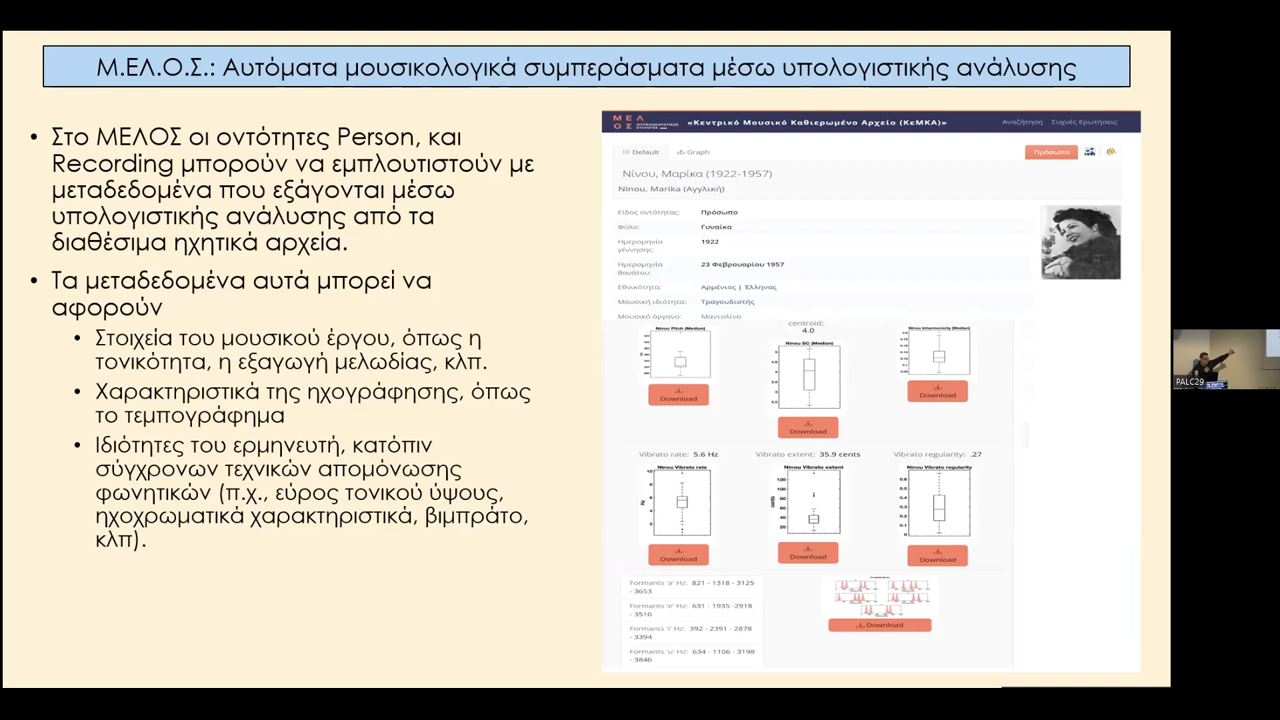 Μ.ΕΛ.Ο.Σ.: Αυτόματα μουσικολογικά συμπεράσματα μέσω υπολογιστικής ανάλυσης
• Στο ΜΕΛΟΣ οι οντότητες Person, και
Recording μπορούν να εμπλουτιστούν με
μεταδεδομένα που εξάγονται μέσω
υπολογιστικής ανάλυσης από τα
διαθέσιμα ηχητικά αρχεία.
• Τα μεταδεδομένα αυτά μπορεί να
αφορούν
• Στοιχεία του μουσικού έργου, όπως η
τονικότητα, η εξαγωγή μελωδίας, κλπ.
• Χαρακτηριστικά της ηχογράφησης, όπως
το τεμπογράφημα
• Ιδιότητες του ερμηνευτή, κατόπιν
σύγχρονων τεχνικών απομόνωσης
φωνητικών (π.χ., εύρος τονικού ύψους,
ηχοχρωματικά χαρακτηριστικά, βιμπράτο,
κλπ).
ΜΕΛ
ΟΣ
«Κεντρικό Μουσικό Καθιερωμένο Αρχείο (ΚεΜΚΑ)»
Αναζήτηση Συχνές Ερωτήσεις
Default Graph
Πρόσωπο
Νίνου, Μαρίκα (1922-1957)
Ninou, Marika (Αγγλική)
Είδος οντότητας: Πρόσωπο
Φύλο: Γυναίκα
Ημερομηνία γέννησης: 1922
Ημερομηνία θανάτου: 23 Φεβρουαρίου 1957
Εθνικότητα: Αρμένιος | Έλληνας
Μουσική ιδιότητα: Τραγουδιστής
Μουσικό όργανο: Μαντολίνο
centroid:
4.0
Ninou Pitch (Median)
Ninou SC (Median)
Ninou Inharmonicity (Median)
Download
Download
Download
Vibrato rate: 5.6 Hz
Vibrato extent: 35.9 cents
Vibrato regularity: .27
Ninou Vibrato rate
Ninou Vibrato extent
Ninou Vibrato regularity
Hz
cents
Download
Download
Download
Formants 'a' Hz: 821 - 1318 - 3125
- 3653
Formants 'e' Hz: 631 - 1935 -2918
- 3510
Formants 'i' Hz: 392 - 2391 - 2878
- 3394
Formants 'u' Hz: 634 - 1106 - 3198
- 3846
Download
PALC29